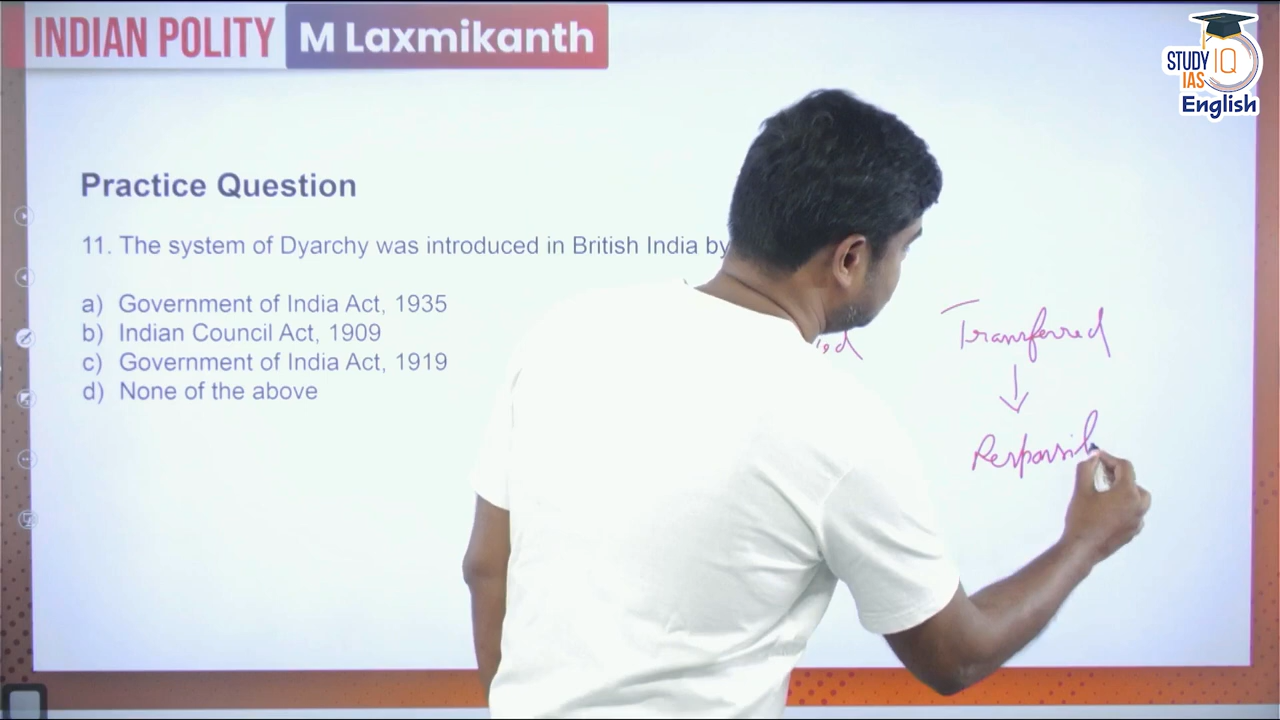 INDIAN POLITY M Laxmikanth
STUDY IQ
IAS
English
Practice Question
11. The system of Dyarchy was introduced in British India by
a) Government of India Act, 1935
b) Indian Council Act, 1909
c) Government of India Act, 1919
d) None of the above
Transferred